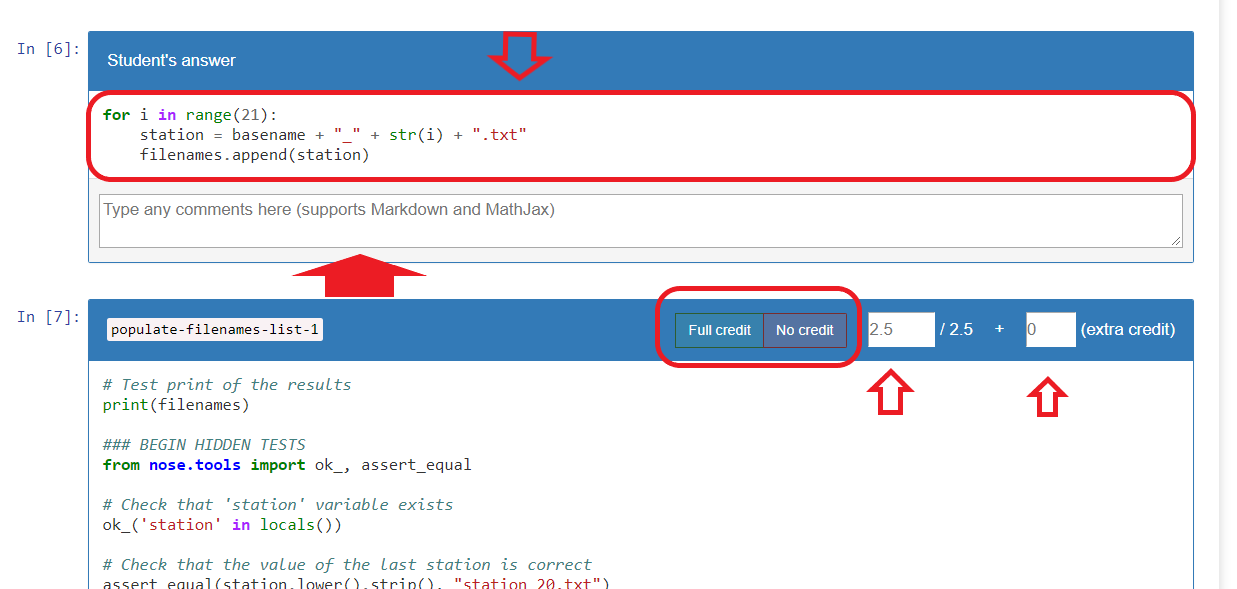 In [6]:
Student's answer
for i in range(21):
    station = basename + "_" + str(i) + ".txt"
    filenames.append(station)
Type any comments here (supports Markdown and MathJax)
In [7]:
populate-filenames-list-1 Full credit No credit 2.5 / 2.5 + 0 (extra credit)
# Test print of the results
print(filenames)
### BEGIN HIDDEN TESTS
from nose.tools import ok_, assert_equal
# Check that 'station' variable exists
ok_('station' in locals())
# Check that the value of the last station is correct
assert_equal(station.lower().strip(), "station_20.txt")